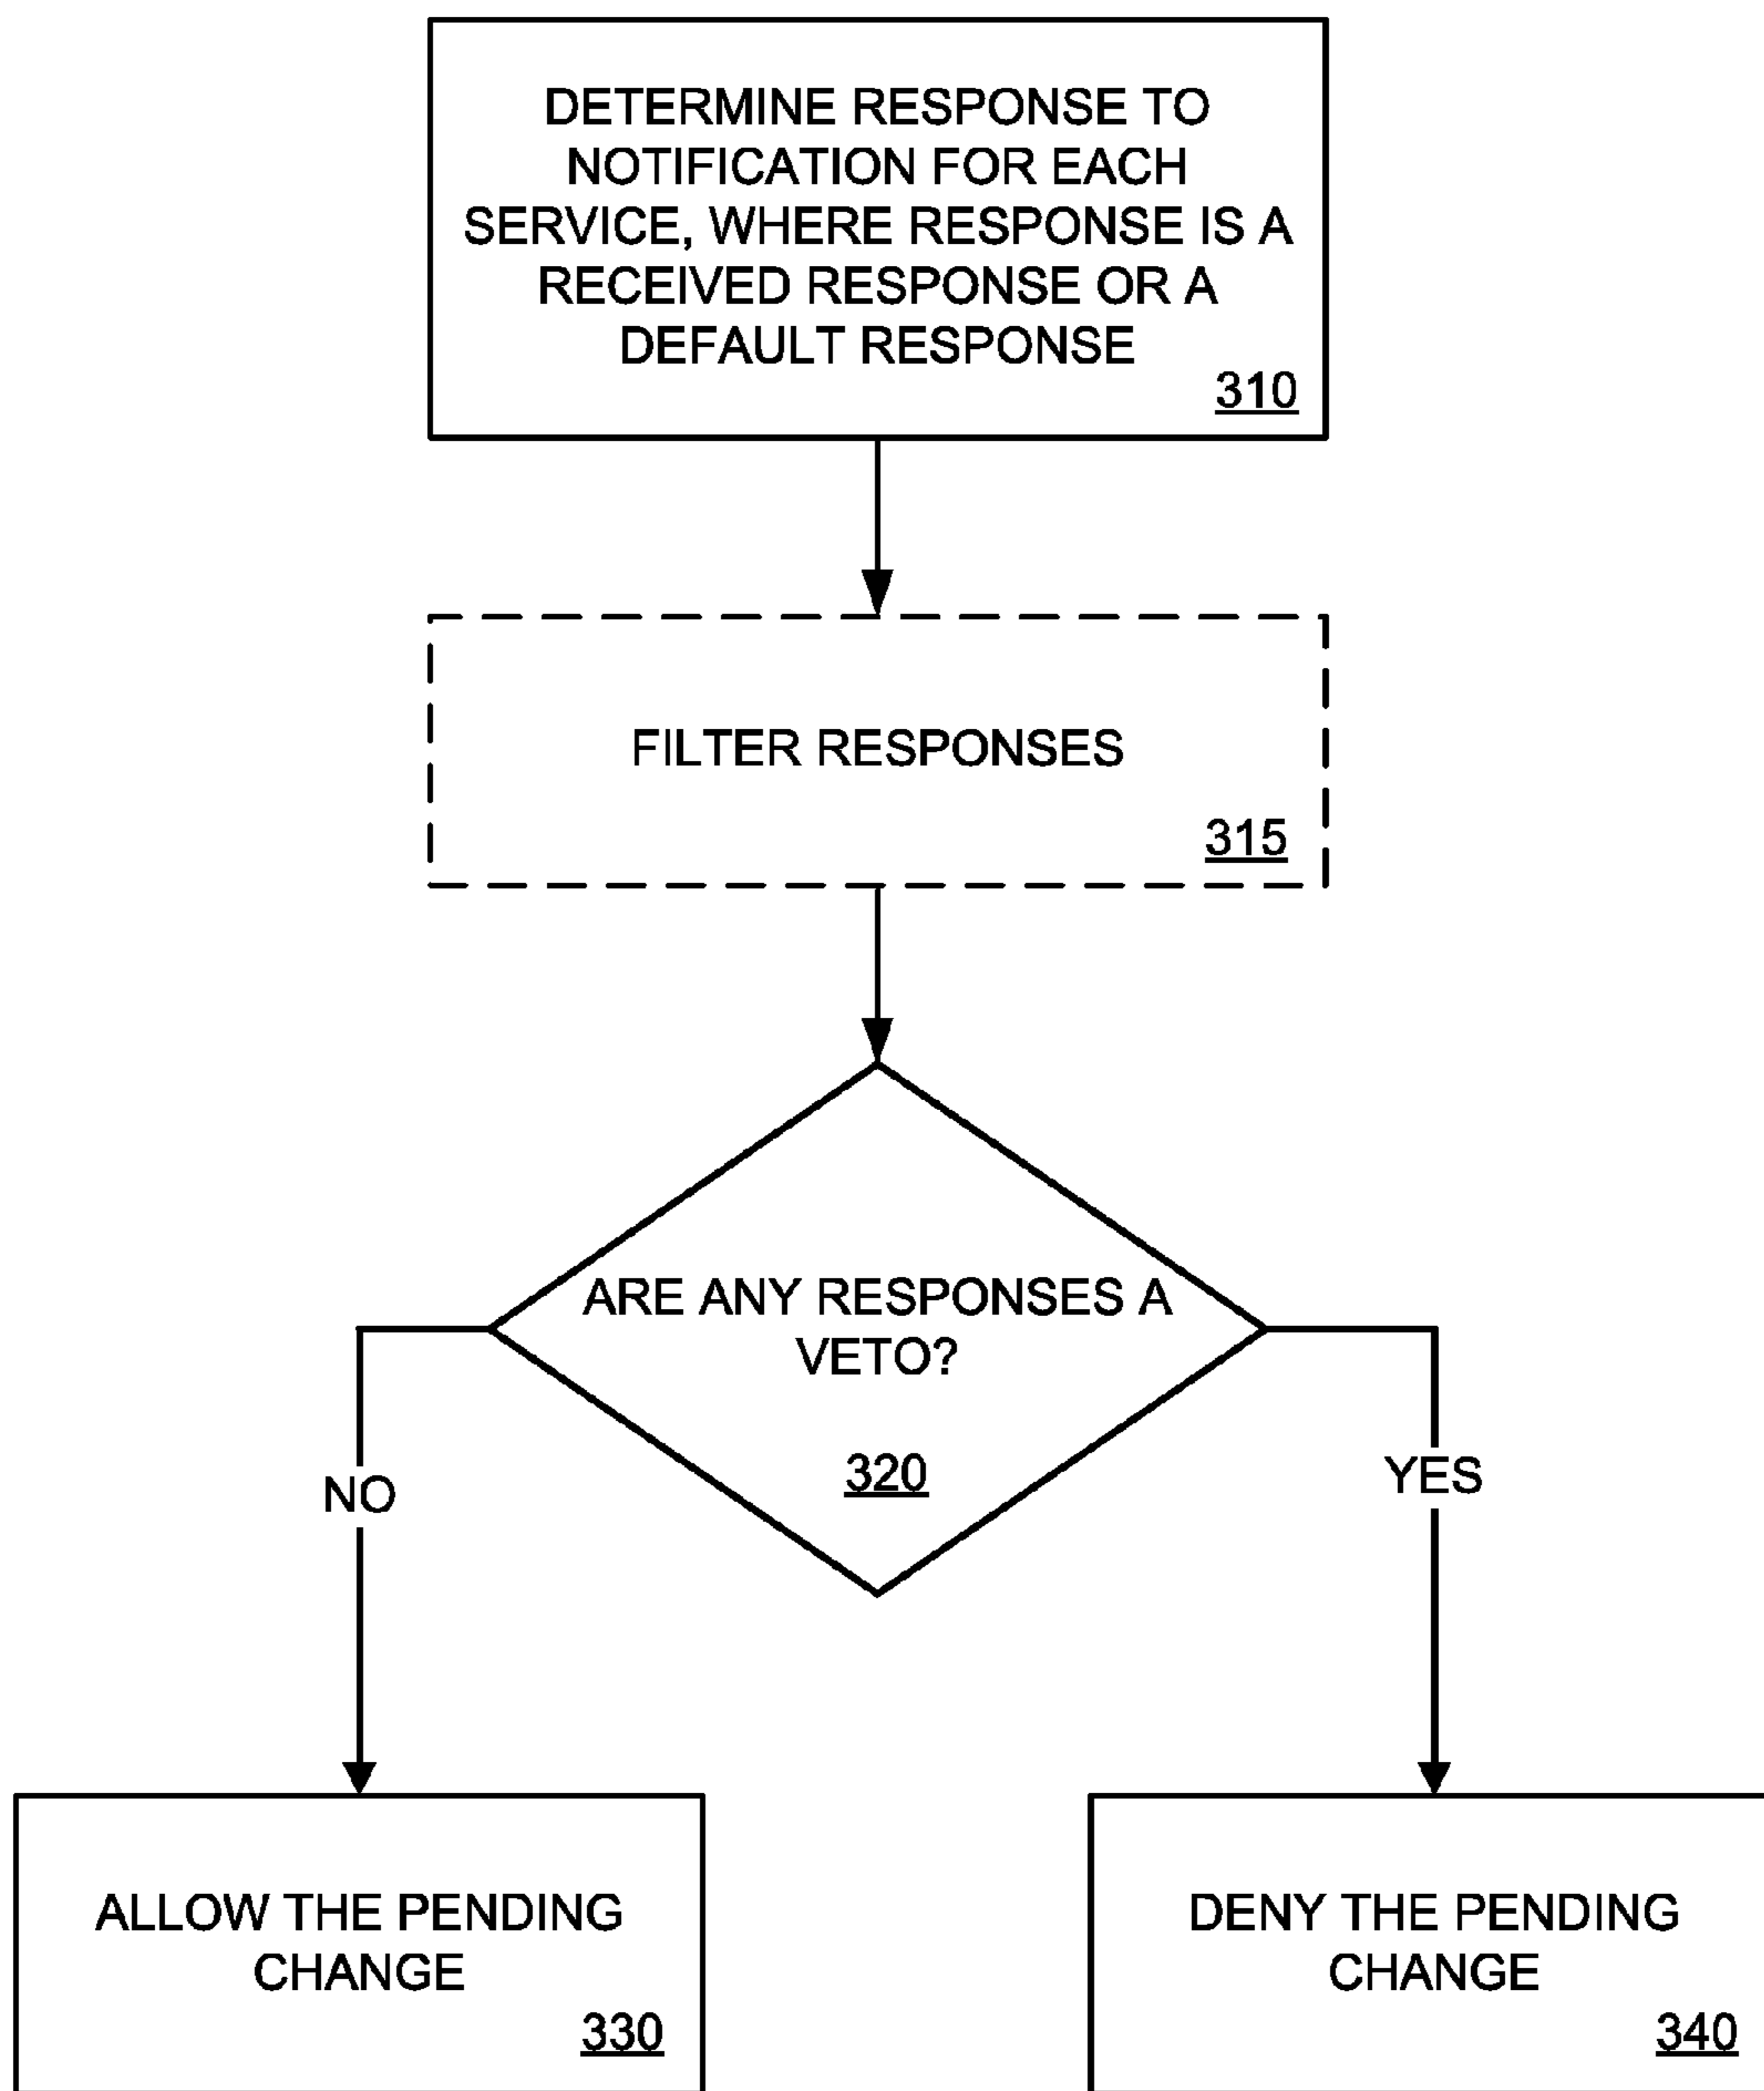 DETERMINE RESPONSE TO
NOTIFICATION FOR EACH
SERVICE, WHERE RESPONSE IS A
RECEIVED RESPONSE OR A
DEFAULT RESPONSE
310
FILTER RESPONSES
315
ARE ANY RESPONSES A
VETO?
320
NO
YES
ALLOW THE PENDING
CHANGE
330
DENY THE PENDING
CHANGE
340